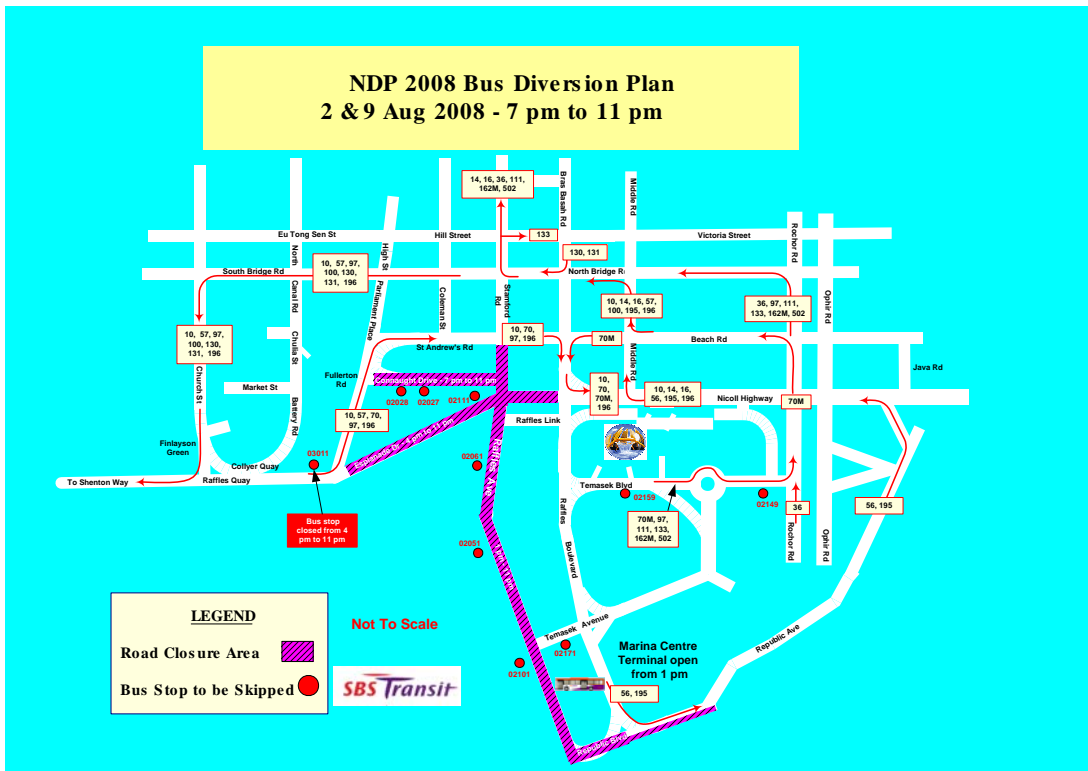 NDP 2008 Bus Diversion Plan
2 & 9 Aug 2008 - 7 pm to 11 pm
14, 16, 36, 111,
162M, 502
Bras Basah Rd
Middle Rd
Rochor Rd
Ophir Rd
Eu Tong Sen St
Hill Street
133
Victoria Street
North
Canal Rd
High St
Parliament Place
Coleman St
Stamford
Rd
130, 131
South Bridge Rd
10, 57, 97,
100, 130,
131, 196
North Bridge R
10, 14, 16, 57,
100, 195, 196
36, 97, 111,
133, 162M, 502
10, 57, 97,
100, 130,
131, 196
Chulia St
St Andrew's Rd
10, 70,
97, 196
70M
Middle Rd
Beach Rd
Java Rd
Church St
Market St
Battery Rd
Fullerton
Rd
Connaught Drive - 7 pm to 11 pm
02028
02027
02111
10,
70,
70M,
196
10, 14, 16,
56, 195, 196
Nicoll Highway
70M
10, 57, 70,
97, 196
Esplanade Dr - 4 pm to 11 pm
Raffles Link
Finlayson
Green
03011
Collyer Quay
Raffles Quay
To Shenton Way
02061
Raffles Ave
1 pm - 11 pm
Temasek Blvd
02159
02149
36
56, 195
Bus stop
closed from 4
pm to 11 pm
70M, 97,
111, 133,
162M, 502
Raffles
Boulevard
Rochor Rd
Ophir Rd
02051
LEGEND
Road Closure Area
Bus Stop to be Skipped
Not To Scale
SBS Transit
Temasek Avenue
02171
02101
Marina Centre
Terminal open
from 1 pm
Republic Ave
56, 195
Republic Blvd